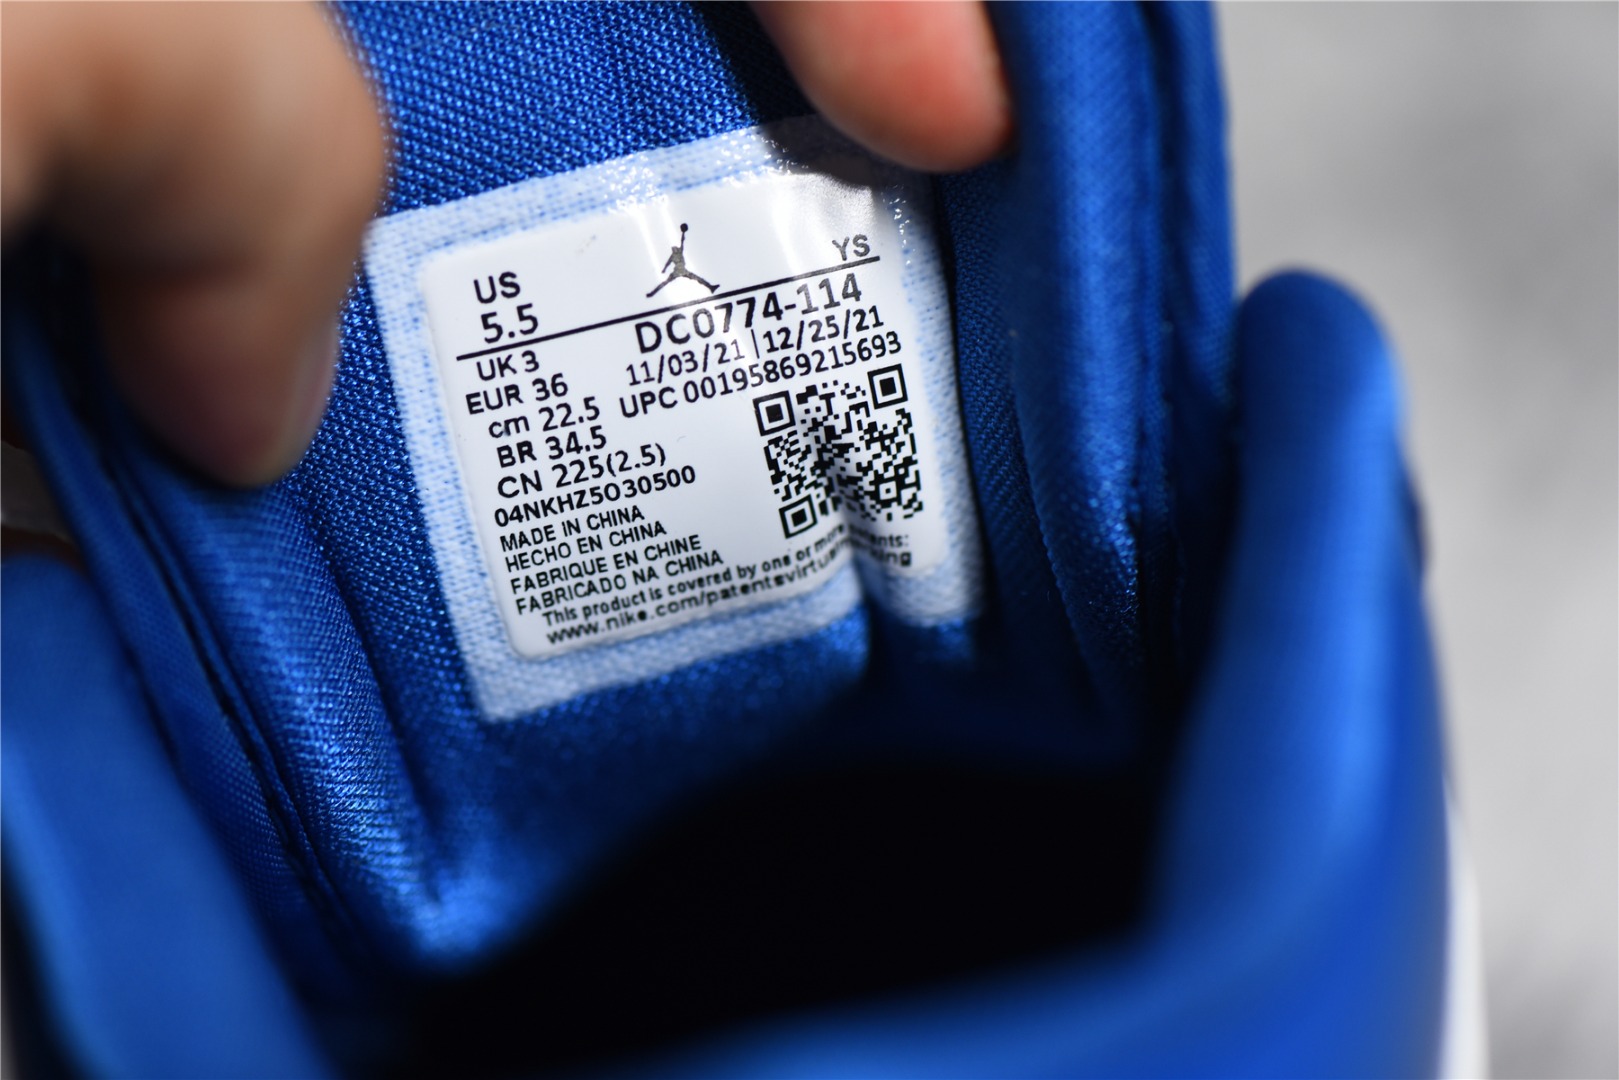 US
5.5
YS
DC0774-114
11/03/21 | 12/25/21
UPC 00195869215693
UK 3
EUR 36
cm 22.5
BR 34.5
CN 225(2.5)
04NKHZ5O30500
MADE IN CHINA
HECHO EN CHINA
FABRIQUE EN CHINE
FABRICADO NA CHINA
This product is covered by one or more
www.nike.com/patentsvirtu